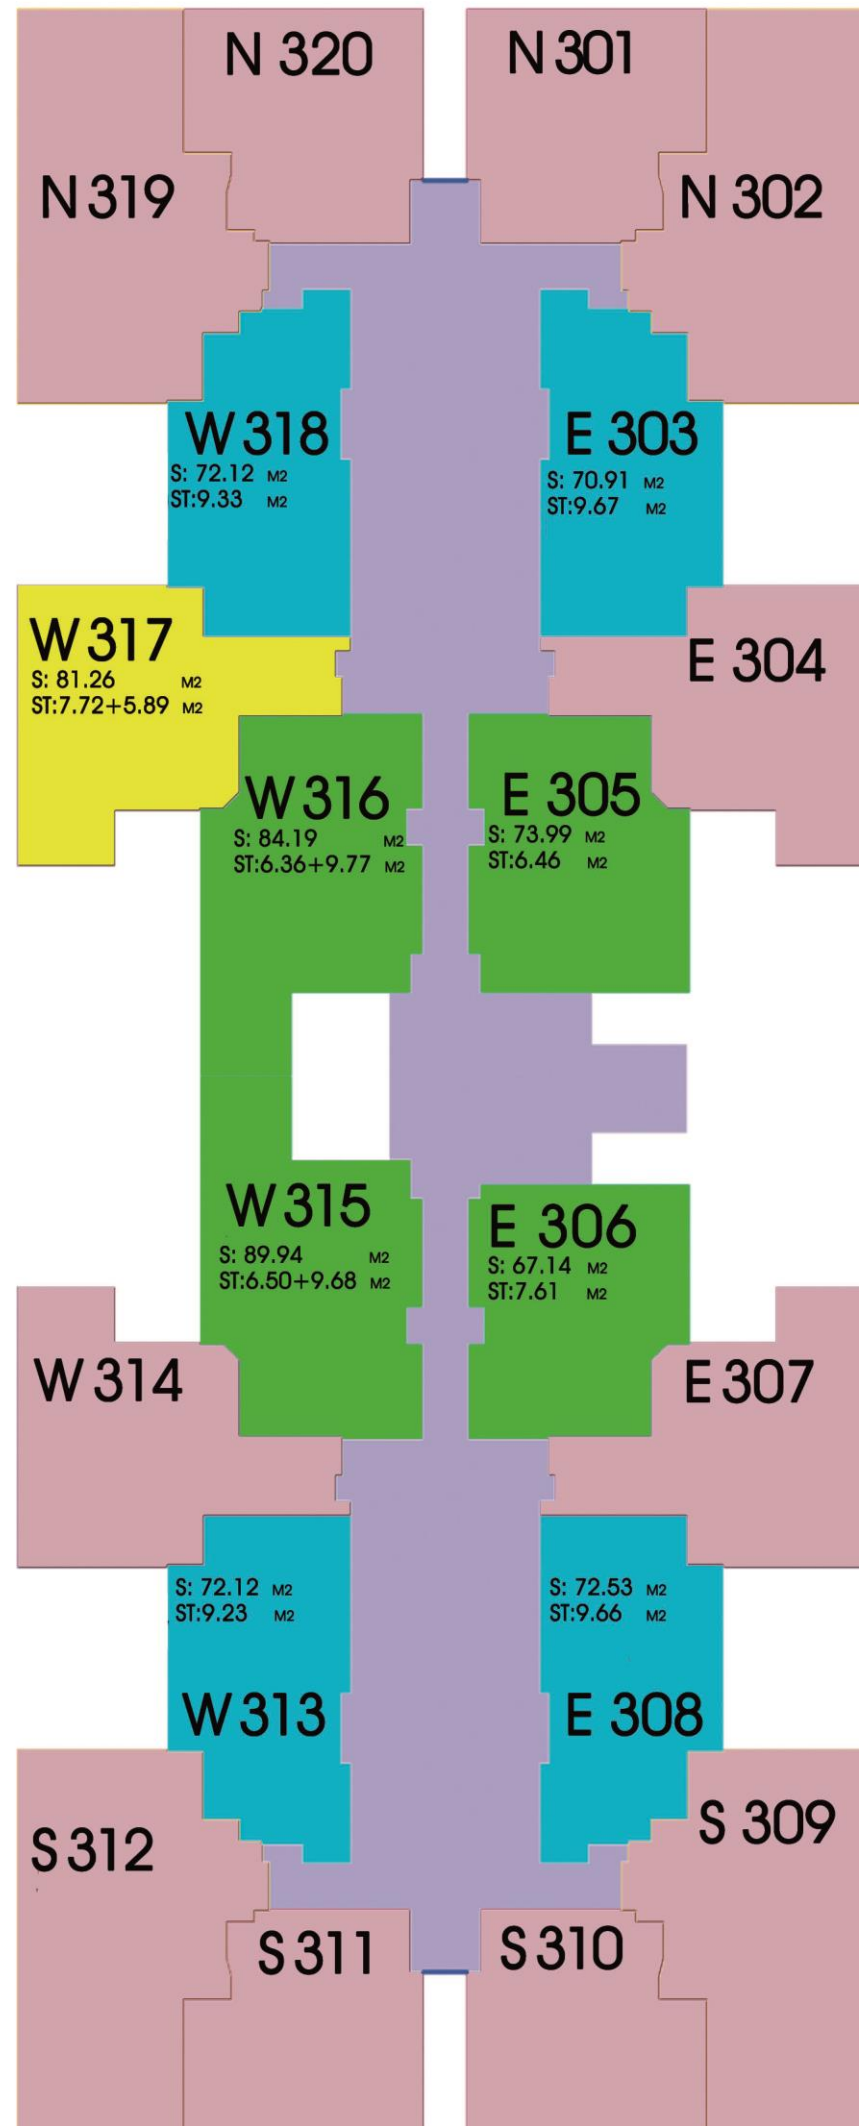 N 320
N 301
N 319
N 302
W 318
S: 72.12 M2
ST:9.33 M2
E 303
S: 70.91 M2
ST:9.67 M2
W 317
S: 81.26 M2
ST:7.72+5.89 M2
E 304
W 316
S: 84.19 M2
ST:6.36+9.77 M2
E 305
S: 73.99 M2
ST:6.46 M2
W 315
S: 89.94 M2
ST:6.50+9.68 M2
E 306
S: 67.14 M2
ST:7.61 M2
W 314
E 307
S: 72.12 M2
ST:9.23 M2
W 313
S: 72.53 M2
ST:9.66 M2
E 308
S 312
S 309
S 311
S 310